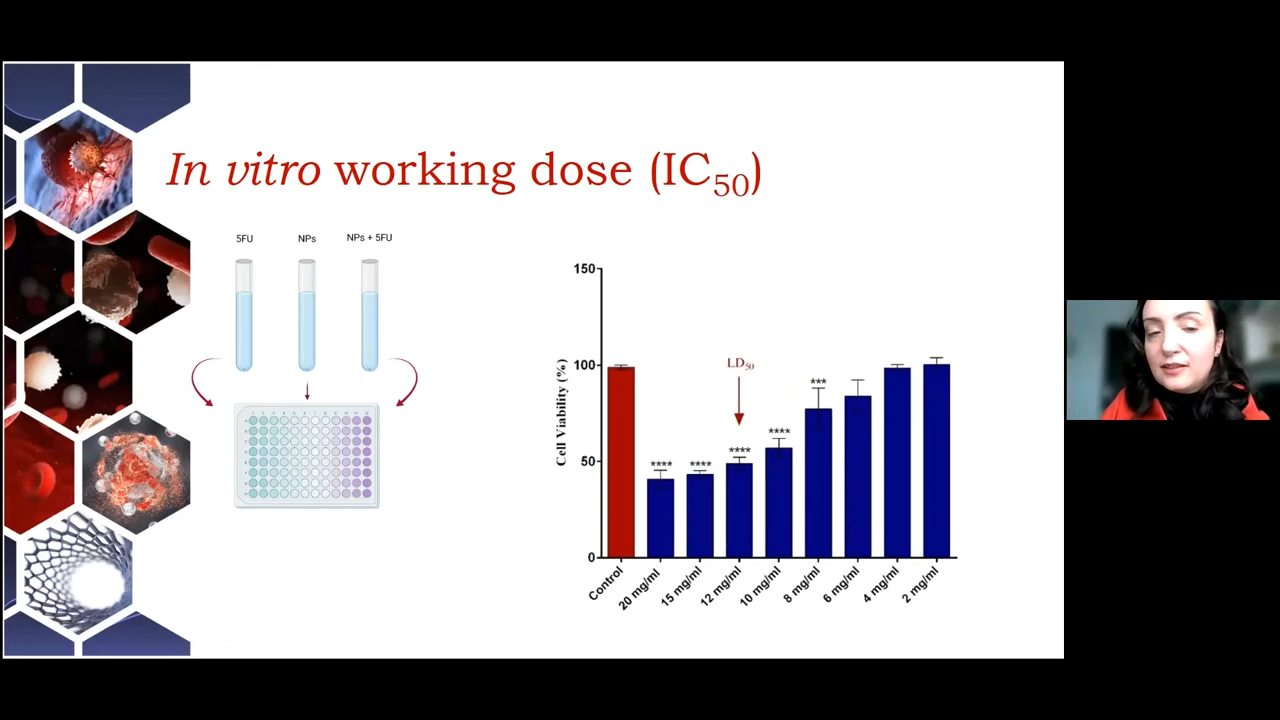 In vitro working dose (IC50)
5FU
NPs
NPs + 5FU
Cell Viability (%)
150
100
50
0
LD50
****
****
****
****
***
Control
20 mg/ml
15 mg/ml
12 mg/ml
10 mg/ml
8 mg/ml
6 mg/ml
4 mg/ml
2 mg/ml